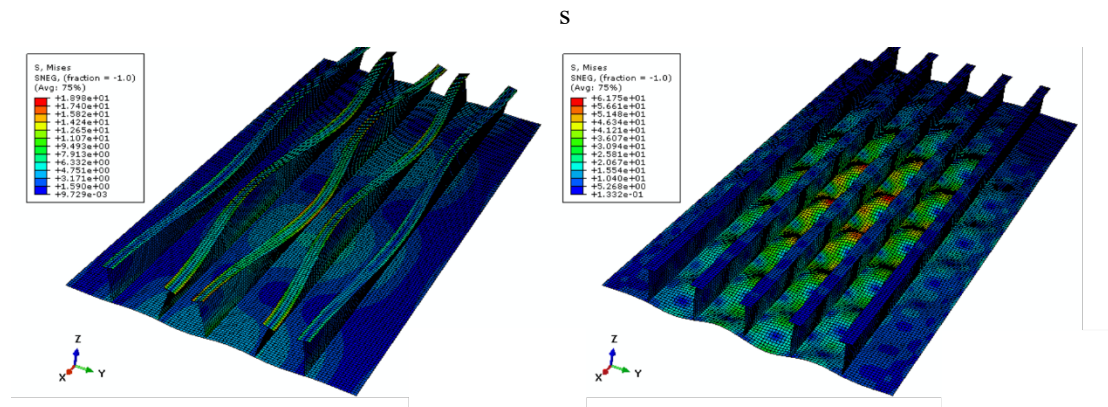 s
S, Mises
SNEG, (fraction = -1.0)
(Avg: 75%)
+1.898e+01
+1.740e+01
+1.582e+01
+1.424e+01
+1.265e+01
+1.107e+01
+9.493e+00
+7.913e+00
+6.332e+00
+4.751e+00
+3.171e+00
+1.590e+00
+9.729e-03
Z
X
Y
S, Mises
SNEG, (fraction = -1.0)
(Avg: 75%)
+6.175e+01
+5.661e+01
+5.148e+01
+4.634e+01
+4.121e+01
+3.607e+01
+3.094e+01
+2.581e+01
+2.067e+01
+1.554e+01
+1.040e+01
+5.268e+00
+1.332e-01
Z
X
Y